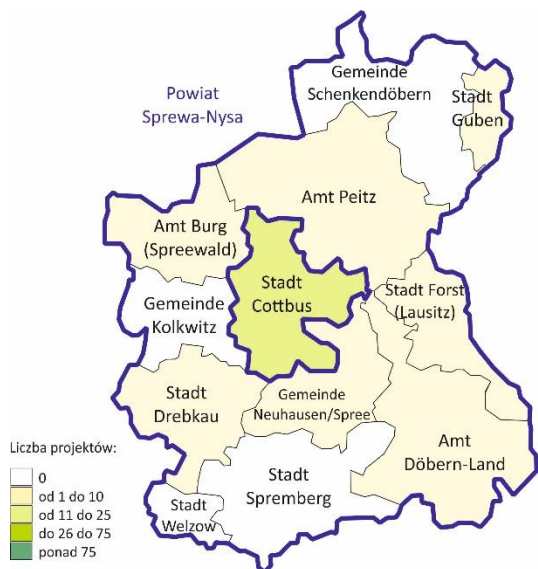 Gemeinde
Schenkendöbern
Powiat
Sprewa-Nysa
Stadt
Guben
Amt Peitz
Amt Burg
(Spreewald)
Stadt
Cottbus
Stadt Forst
(Lausitz)
Gemeinde
Kolkwitz
Stadt
Drebkau
Gemeinde
Neuhausen/Spree
Amt
Döbern-Land
Stadt
Spremberg
Stadt
Welzow
Liczba projektów:
0
od 1 do 10
od 11 do 25
do 26 do 75
ponad 75